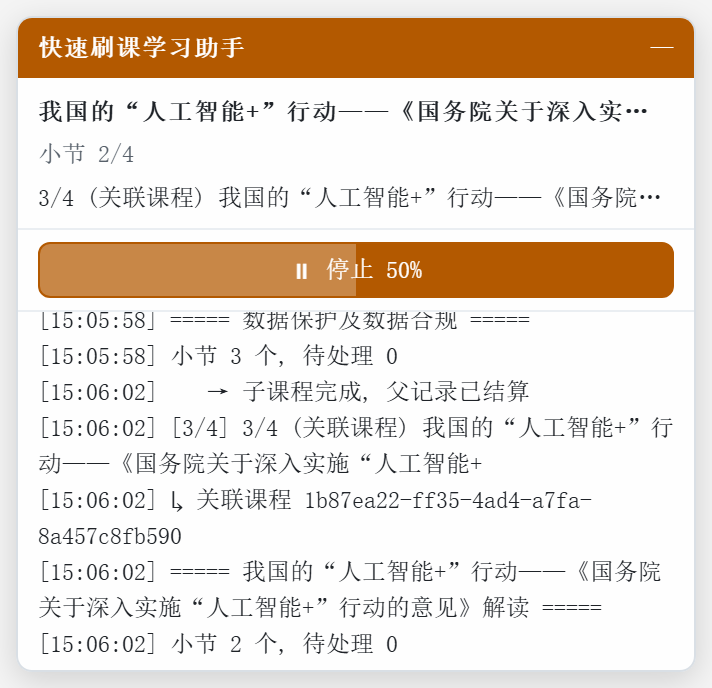 快速刷课学习助手
我国的“人工智能+”行动——《国务院关于深入实…
小节 2/4
3/4 (关联课程) 我国的“人工智能+”行动——《国务院…
停止 50%
[15:05:58] ===== 数据保护及数据合规 =====
[15:05:58] 小节 3 个, 待处理 0
[15:06:02]   → 子课程完成, 父记录已结算
[15:06:02] [3/4] 3/4 (关联课程) 我国的“人工智能+”行
动——《国务院关于深入实施“人工智能+
[15:06:02] ↳ 关联课程 1b87ea22-ff35-4ad4-a7fa-
8a457c8fb590
[15:06:02] ===== 我国的“人工智能+”行动——《国务院
关于深入实施“人工智能+”行动的意见》解读 =====
[15:06:02] 小节 2 个, 待处理 0